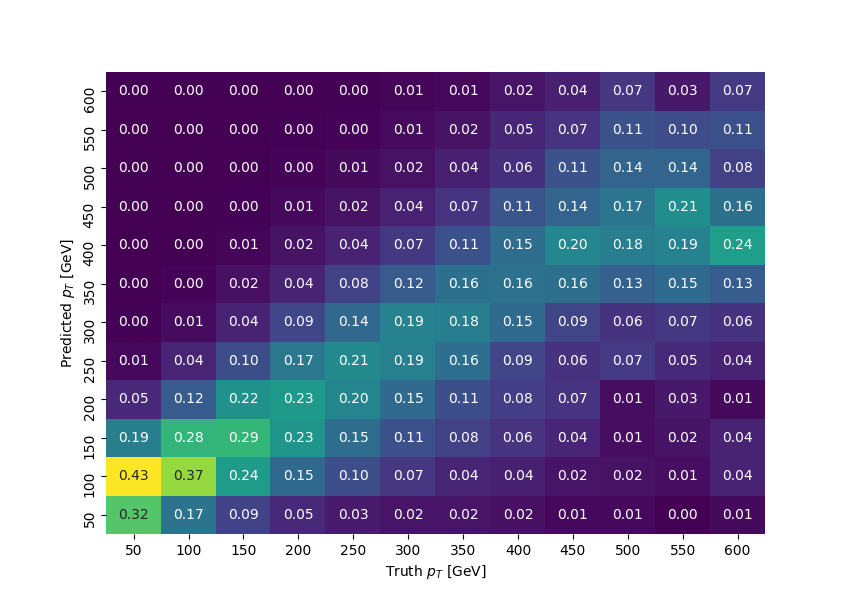 600 0.00 0.00 0.00 0.00 0.00 0.01 0.01 0.02 0.04 0.07 0.03 0.07
550 0.00 0.00 0.00 0.00 0.00 0.01 0.02 0.05 0.07 0.11 0.10 0.11
500 0.00 0.00 0.00 0.00 0.01 0.02 0.04 0.06 0.11 0.14 0.14 0.08
450 0.00 0.00 0.00 0.01 0.02 0.04 0.07 0.11 0.14 0.17 0.21 0.16
400 0.00 0.00 0.01 0.02 0.04 0.07 0.11 0.15 0.20 0.18 0.19 0.24
350 0.00 0.00 0.02 0.04 0.08 0.12 0.16 0.16 0.16 0.13 0.15 0.13
300 0.00 0.01 0.04 0.09 0.14 0.19 0.18 0.15 0.09 0.06 0.07 0.06
250 0.01 0.04 0.10 0.17 0.21 0.19 0.16 0.09 0.06 0.07 0.05 0.04
200 0.05 0.12 0.22 0.23 0.20 0.15 0.11 0.08 0.07 0.01 0.03 0.01
150 0.19 0.28 0.29 0.23 0.15 0.11 0.08 0.06 0.04 0.01 0.02 0.04
100 0.43 0.37 0.24 0.15 0.10 0.07 0.04 0.04 0.02 0.02 0.01 0.04
50 0.32 0.17 0.09 0.05 0.03 0.02 0.02 0.02 0.01 0.01 0.00 0.01
50 100 150 200 250 300 350 400 450 500 550 600
Truth p_T [GeV]
Predicted p_T [GeV]